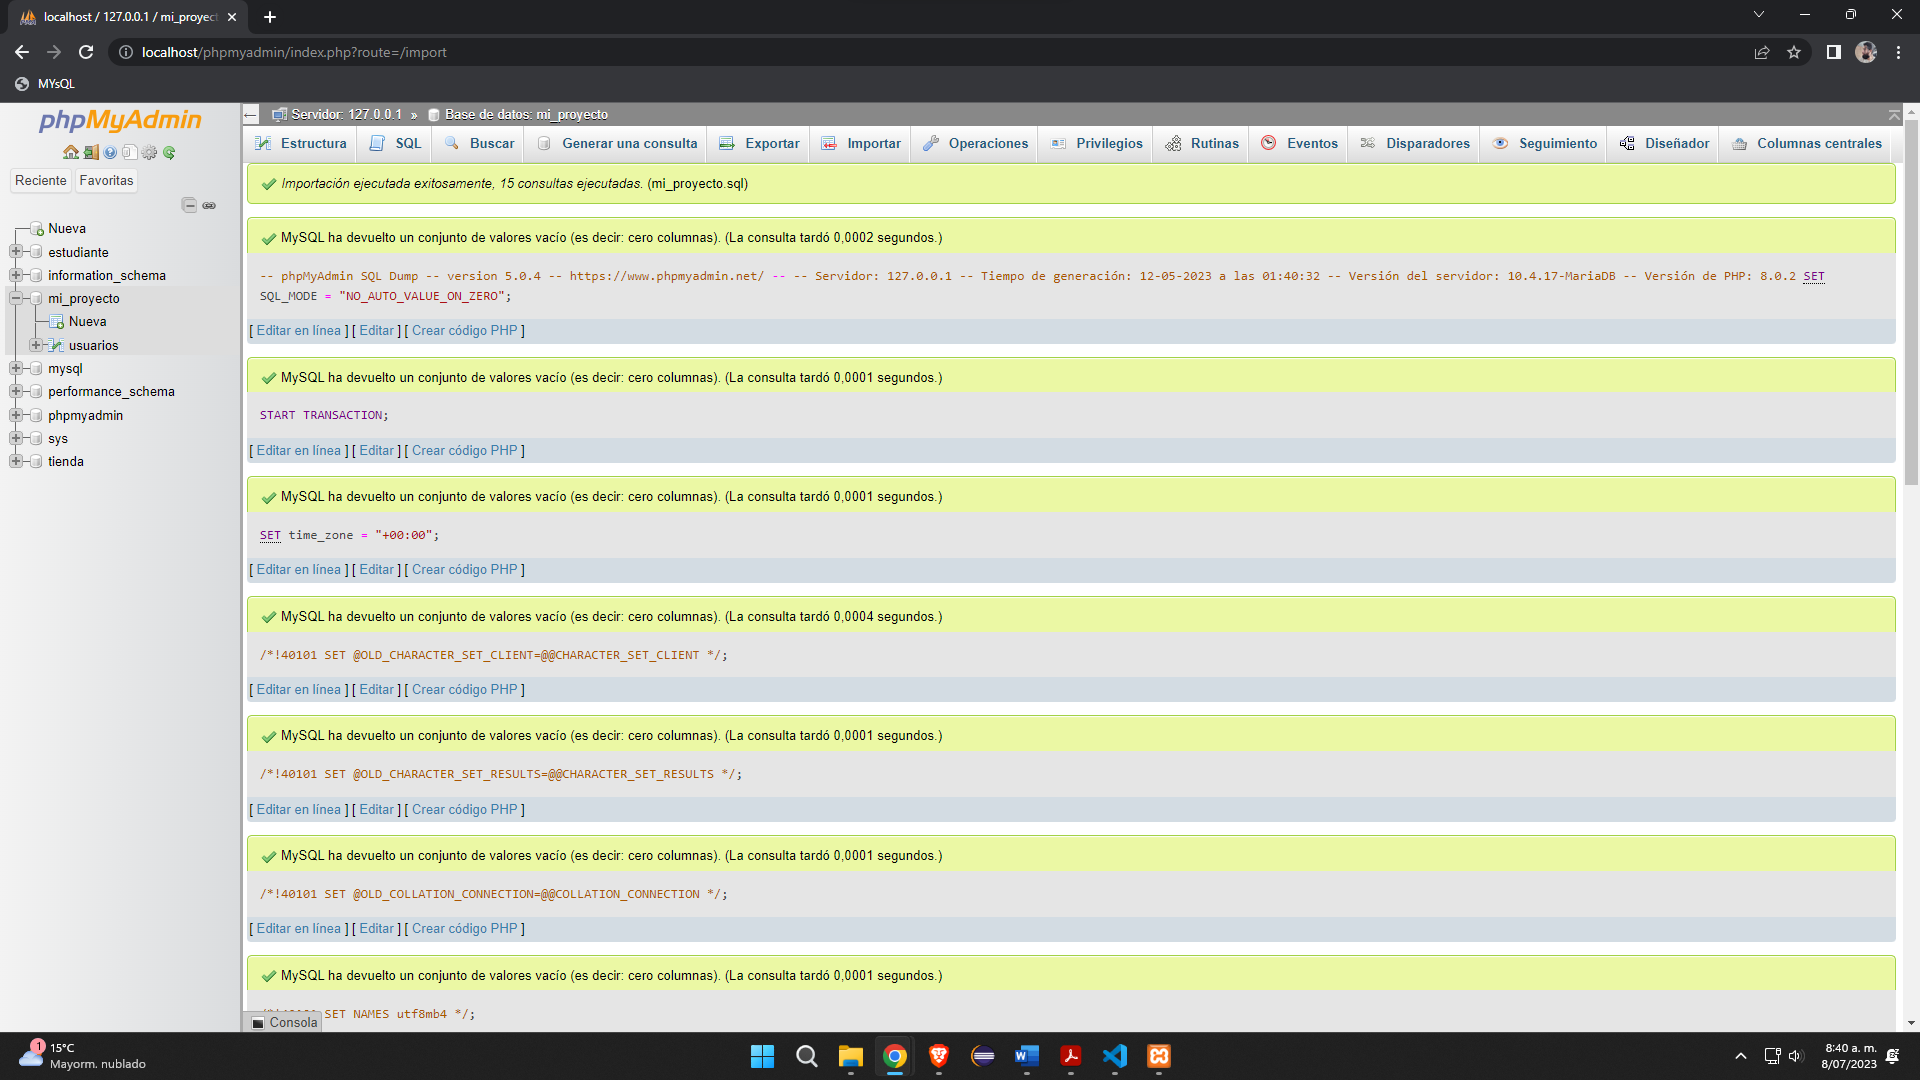 localhost / 127.0.0.1 / mi_proyect
localhost/phpmyadmin/index.php?route=/import
MYsQL
phpMyAdmin
Reciente
Favoritas
Nueva
estudiante
information_schema
mi_proyecto
Nueva
usuarios
mysql
performance_schema
phpmyadmin
sys
tienda
Servidor: 127.0.0.1 » Base de datos: mi_proyecto
Estructura SQL Buscar Generar una consulta Exportar Importar Operaciones Privilegios Rutinas Eventos Disparadores Seguimiento Diseñador Columnas centrales
Importación ejecutada exitosamente, 15 consultas ejecutadas. (mi_proyecto.sql)
MySQL ha devuelto un conjunto de valores vacío (es decir: cero columnas). (La consulta tardó 0,0002 segundos.)
-- phpMyAdmin SQL Dump -- version 5.0.4 -- https://www.phpmyadmin.net/ -- -- Servidor: 127.0.0.1 -- Tiempo de generación: 12-05-2023 a las 01:40:32 -- Versión del servidor: 10.4.17-MariaDB -- Versión de PHP: 8.0.2 SET
SQL_MODE = "NO_AUTO_VALUE_ON_ZERO";
[ Editar en línea ] [ Editar ] [ Crear código PHP ]
MySQL ha devuelto un conjunto de valores vacío (es decir: cero columnas). (La consulta tardó 0,0001 segundos.)
START TRANSACTION;
[ Editar en línea ] [ Editar ] [ Crear código PHP ]
MySQL ha devuelto un conjunto de valores vacío (es decir: cero columnas). (La consulta tardó 0,0001 segundos.)
SET time_zone = "+00:00";
[ Editar en línea ] [ Editar ] [ Crear código PHP ]
MySQL ha devuelto un conjunto de valores vacío (es decir: cero columnas). (La consulta tardó 0,0004 segundos.)
/*!40101 SET @OLD_CHARACTER_SET_CLIENT=@@CHARACTER_SET_CLIENT */;
[ Editar en línea ] [ Editar ] [ Crear código PHP ]
MySQL ha devuelto un conjunto de valores vacío (es decir: cero columnas). (La consulta tardó 0,0001 segundos.)
/*!40101 SET @OLD_CHARACTER_SET_RESULTS=@@CHARACTER_SET_RESULTS */;
[ Editar en línea ] [ Editar ] [ Crear código PHP ]
MySQL ha devuelto un conjunto de valores vacío (es decir: cero columnas). (La consulta tardó 0,0001 segundos.)
/*!40101 SET @OLD_COLLATION_CONNECTION=@@COLLATION_CONNECTION */;
[ Editar en línea ] [ Editar ] [ Crear código PHP ]
MySQL ha devuelto un conjunto de valores vacío (es decir: cero columnas). (La consulta tardó 0,0001 segundos.)
SET NAMES utf8mb4 */;
Consola
1
15°C
Mayorm. nublado
8:40 a. m.
8/07/2023